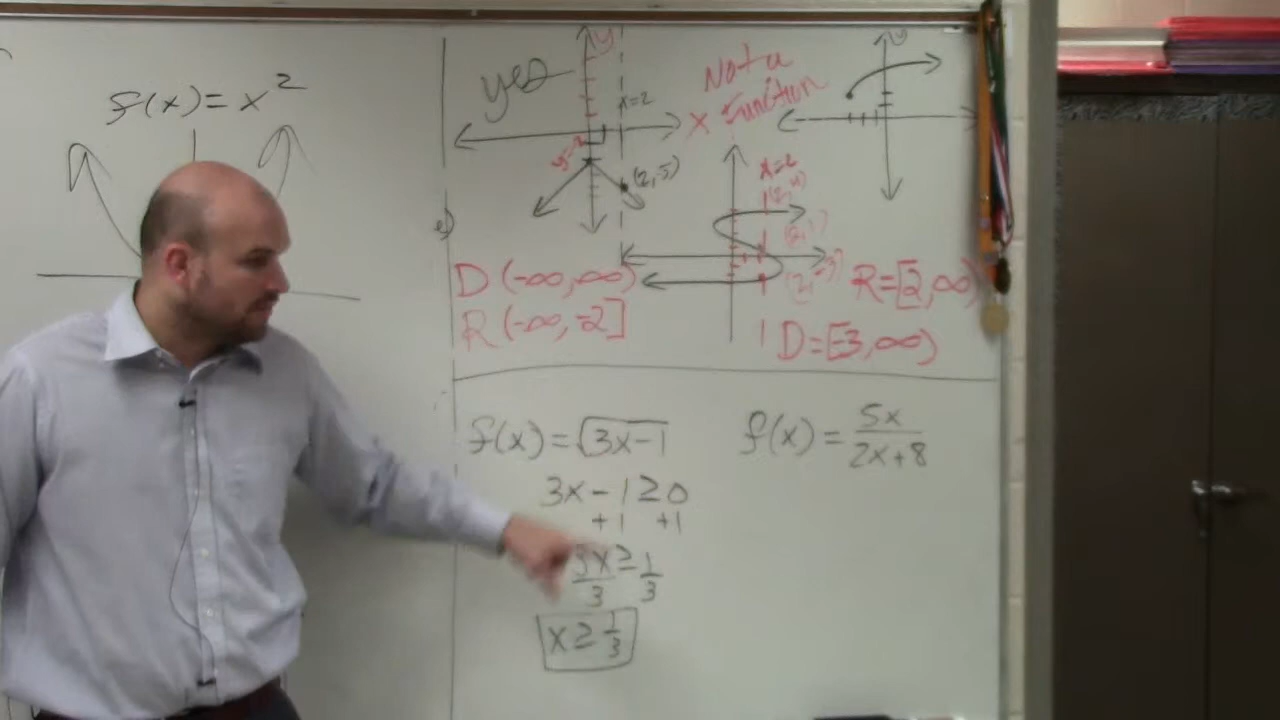 f(x) = x²
yes
y
x=2
(2,-5)
D (-∞,∞)
R (-∞,-2]
Not a
x Function
x=2
y
R=[2,∞)
D=[-3,∞)
f(x) = √3x-1
3x - 1 ≥ 0
+1 +1
3x ≥ 1
3 3
x ≥ 1/3
f(x) = 5x
2x+8